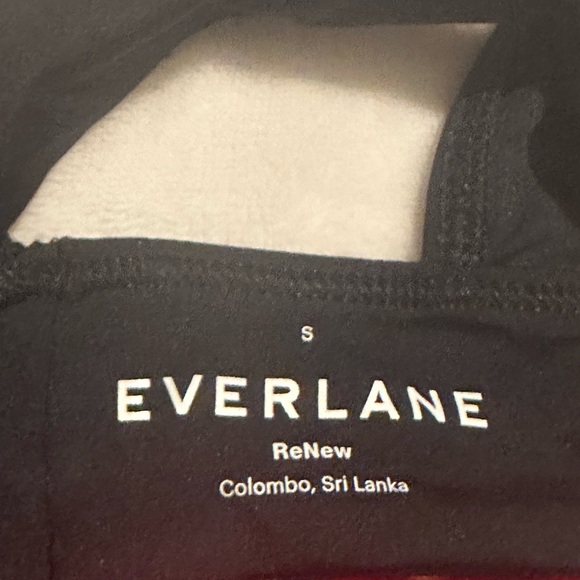 S
EVERLANE
ReNew
Colombo, Sri Lanka